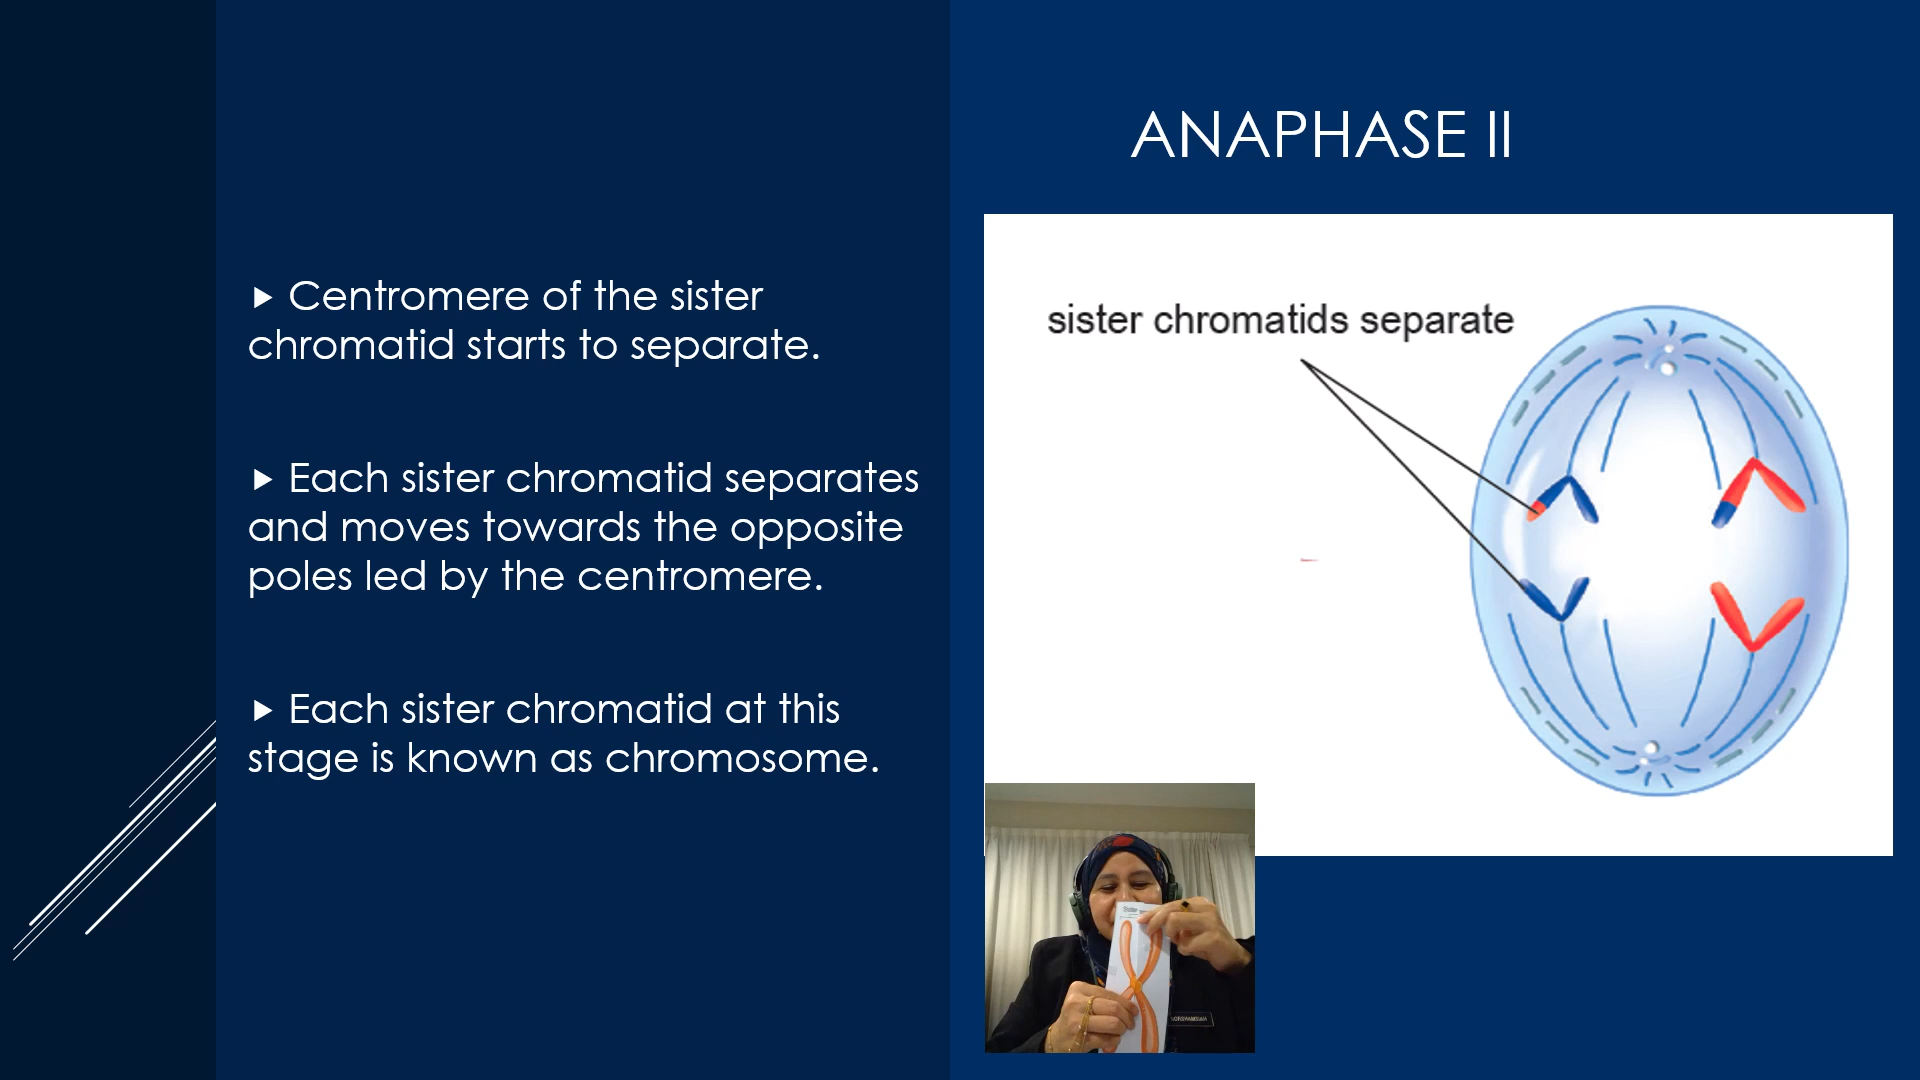 ANAPHASE II
▶ Centromere of the sister
chromatid starts to separate.
▶ Each sister chromatid separates
and moves towards the opposite
poles led by the centromere.
▶ Each sister chromatid at this
stage is known as chromosome.
sister chromatids separate